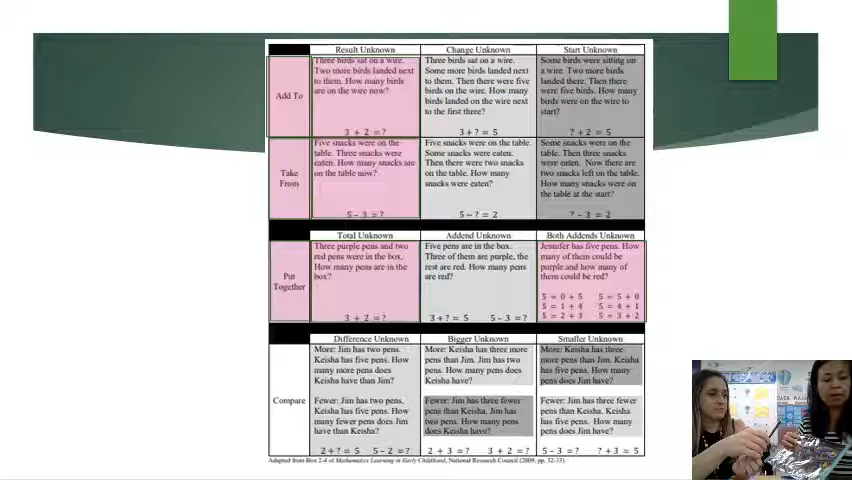 Result Unknown
Change Unknown
Start Unknown
Add To
Three birds sat on a wire.
Two more birds landed next
to them. How many birds
are on the wire now?
3 + 2 = ?
Three birds sat on a wire.
Some more birds landed next
to them. Then there were five
birds on the wire. How many
birds landed on the wire next
to the first three?
3 + ? = 5
Some birds were sitting on
a wire. Two more birds
landed there. Then there
were five birds. How many
birds were on the wire to
start?
? + 2 = 5
Take
From
Five snacks were on the
table. Three snacks were
eaten. How many snacks are
on the table now?
5 – 3 = ?
Five snacks were on the table.
Some snacks were eaten.
Then there were two snacks
on the table. How many
snacks were eaten?
5 – ? = 2
Some snacks were on the
table. Then three snacks
were eaten. Now there are
two snacks left on the table.
How many snacks were on
the table at the start?
? – 3 = 2
Total Unknown
Addend Unknown
Both Addends Unknown
Put
Together
Three purple pens and two
red pens were in the box.
How many pens are in the
box?
3 + 2 = ?
Five pens are in the box.
Three of them are purple, the
rest are red. How many pens
are red?
3 + ? = 5 5 – 3 = ?
Jennifer has five pens. How
many of them could be
purple and how many of
them could be red?
5 = 0 + 5 5 = 5 + 0
5 = 1 + 4 5 = 4 + 1
5 = 2 + 3 5 = 3 + 2
Difference Unknown
Bigger Unknown
Smaller Unknown
Compare
More: Jim has two pens.
Keisha has five pens. How
many more pens does
Keisha have than Jim?
Fewer: Jim has two pens.
Keisha has five pens. How
many fewer pens does Jim
have than Keisha?
2 + ? = 5 5 – 2 = ?
More: Keisha has three more
pens than Jim. Jim has two
pens. How many pens does
Keisha have?
Fewer: Jim has three fewer
pens than Keisha. Jim has
two pens. How many pens
does Keisha have?
2 + 3 = ? 3 + 2 = ?
More: Keisha has three
more pens than Jim. Keisha
has five pens. How many
pens does Jim have?
Fewer: Jim has three fewer
pens than Keisha. Keisha
has five pens. How many
pens does Jim have?
5 – 3 = ? ? + 3 = 5
Adapted from Box 2-4 of Mathematics Learning in Early Childhood, National Research Council (2009, pp. 32-33).